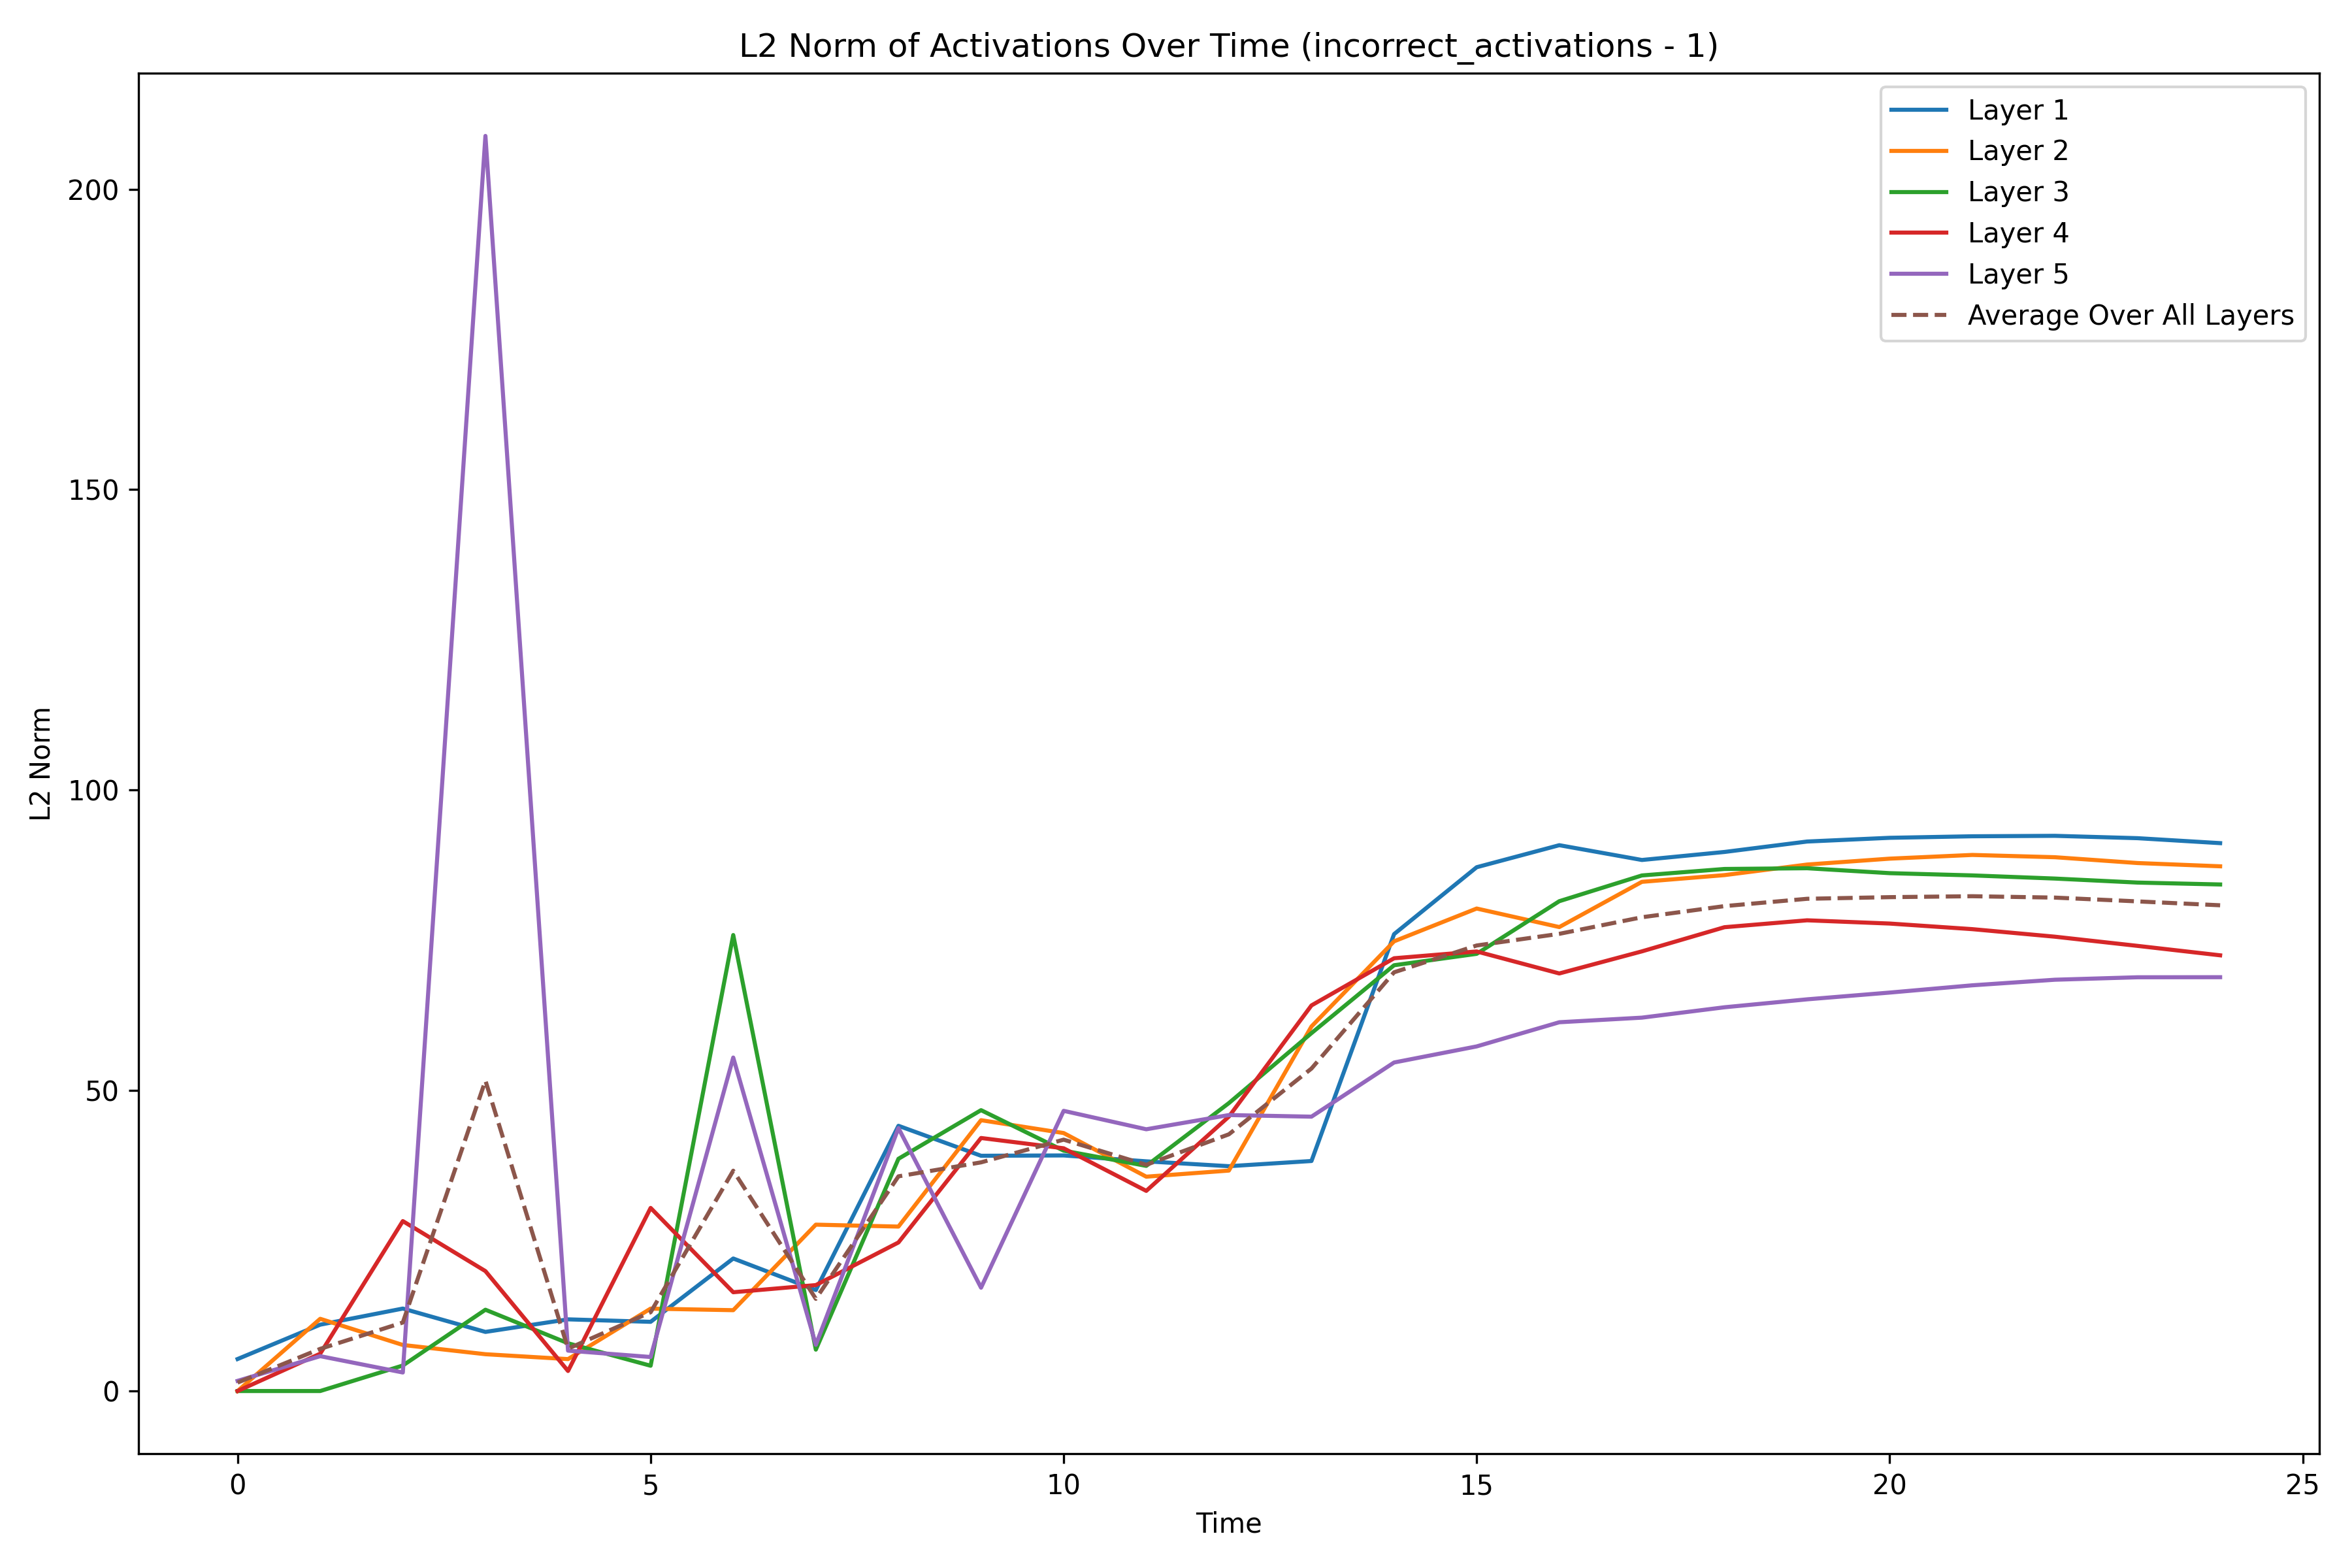 L2 Norm of Activations Over Time (incorrect_activations - 1)
Layer 1
Layer 2
Layer 3
Layer 4
Layer 5
Average Over All Layers
L2 Norm
200
150
100
50
0
0 5 10 15 20 25
Time